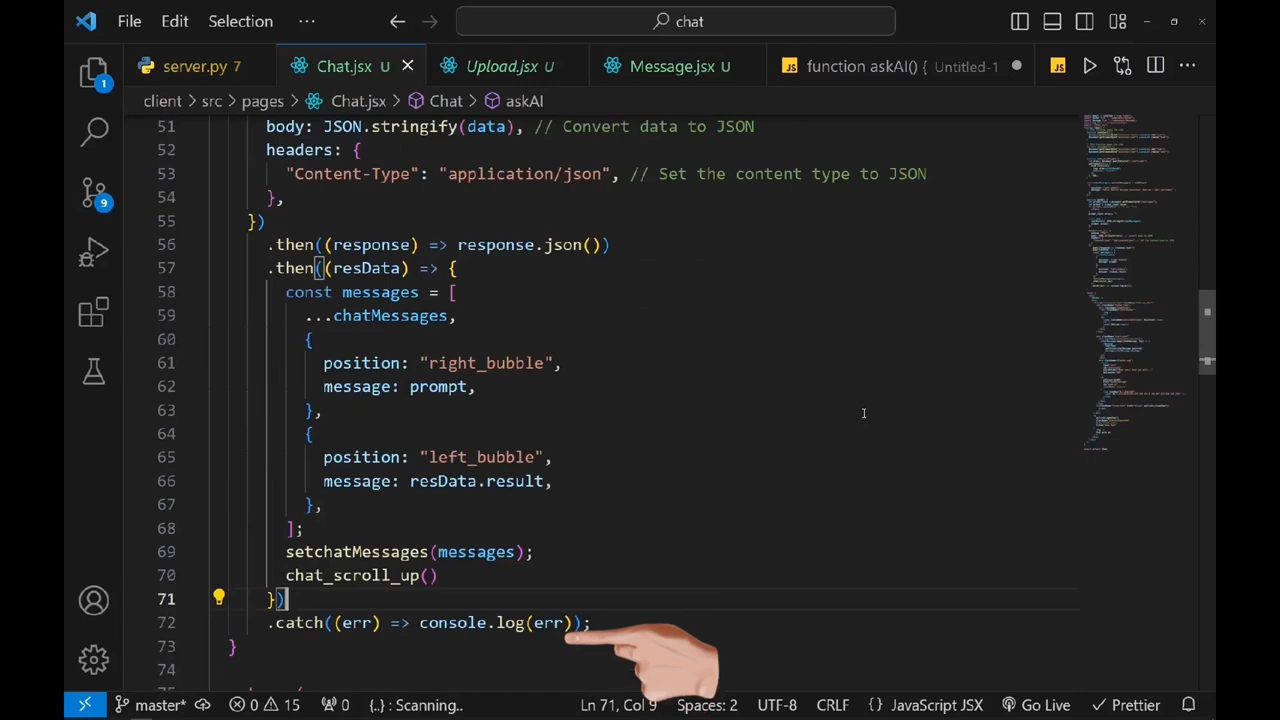 File Edit Selection ··· chat
server.py 7 Chat.jsx U Upload.jsx U Message.jsx U JS function askAI() { Untitled-1 JS
client > src > pages > Chat.jsx > Chat > askAI
51 body: JSON.stringify(data), // Convert data to JSON
52 headers: {
53 "Content-Type": "application/json", // Set the content type to JSON
54 },
55 })
56 .then((response) => response.json())
57 .then((resData) => {
58 const messages = [
59 ...chatMessages,
60 {
61 position: "right_bubble",
62 message: prompt,
63 },
64 {
65 position: "left_bubble",
66 message: resData.result,
67 },
68 ];
69 setchatMessages(messages);
70 chat_scroll_up()
71 })
72 .catch((err) => console.log(err));
73 }
74
1
9
master* 0 15 0 {..}: Scanning.. Ln 71, Col 9 Spaces: 2 UTF-8 CRLF { } JavaScript JSX Go Live Prettier